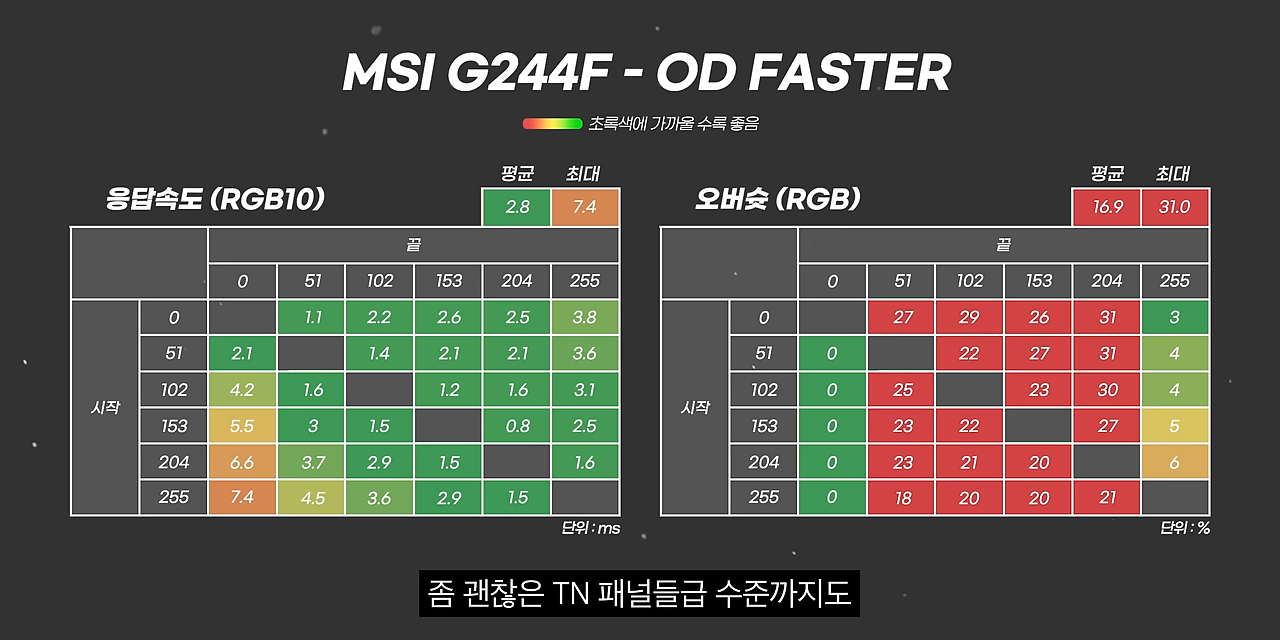 MSI G244F - OD FASTER
초록색에 가까울 수록 좋음
응답속도 (RGB10)
평균 최대
2.8 7.4
끝
0 51 102 153 204 255
시작
0 1.1 2.2 2.6 2.5 3.8
51 2.1 1.4 2.1 2.1 3.6
102 4.2 1.6 1.2 1.6 3.1
153 5.5 3 1.5 0.8 2.5
204 6.6 3.7 2.9 1.5 1.6
255 7.4 4.5 3.6 2.9 1.5
단위 : ms
오버슛 (RGB)
평균 최대
16.9 31.0
끝
0 51 102 153 204 255
시작
0 27 29 26 31 3
51 0 22 27 31 4
102 0 25 23 30 4
153 0 23 22 27 5
204 0 23 21 20 6
255 0 18 20 20 21
단위 : %
좀 괜찮은 TN 패널들급 수준까지도